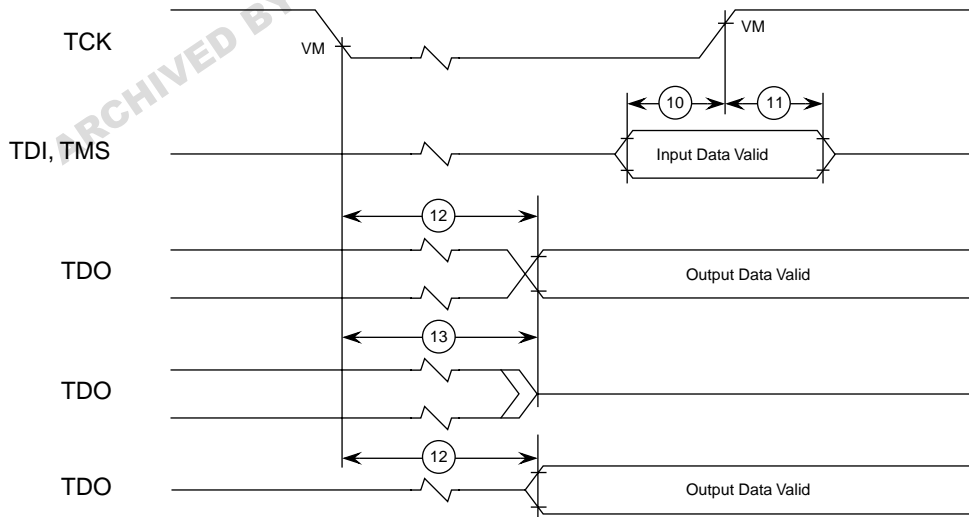 ARCHIVED BY
TCK
VM
VM
10
11
TDI, TMS
Input Data Valid
12
TDO
Output Data Valid
13
TDO
12
TDO
Output Data Valid